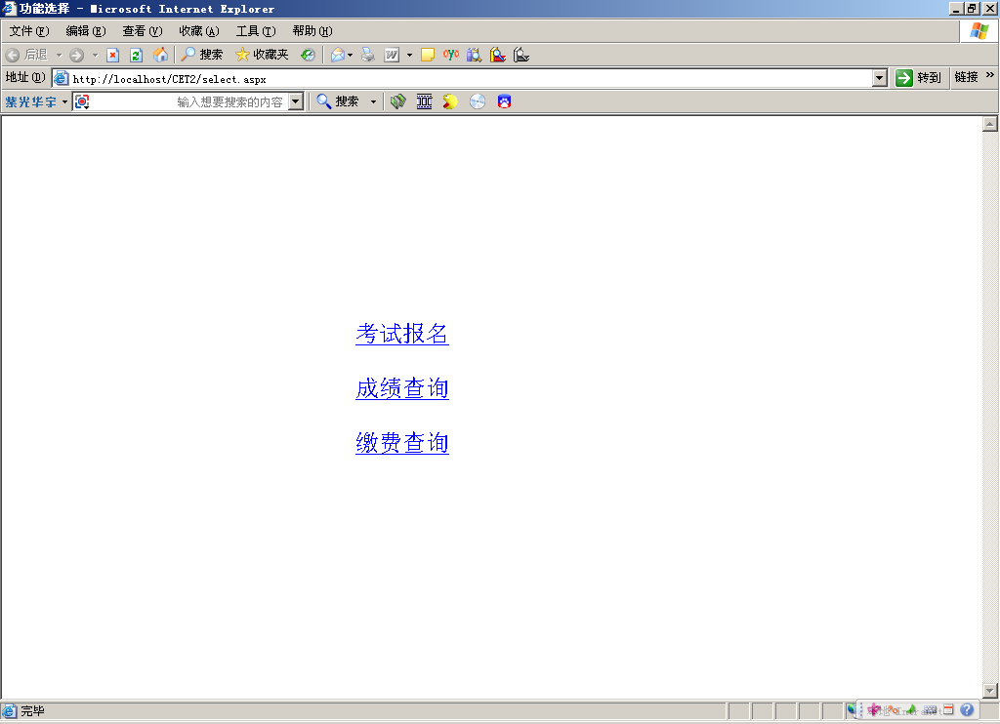 功能选择 - Microsoft Internet Explorer
文件(F) 编辑(E) 查看(V) 收藏(A) 工具(T) 帮助(H)
后退 搜索 收藏夹
地址(D) http://localhost/CET2/select.aspx 转到 链接 »
紫光华宇 输入想要搜索的内容 搜索
考试报名
成绩查询
缴费查询
完毕